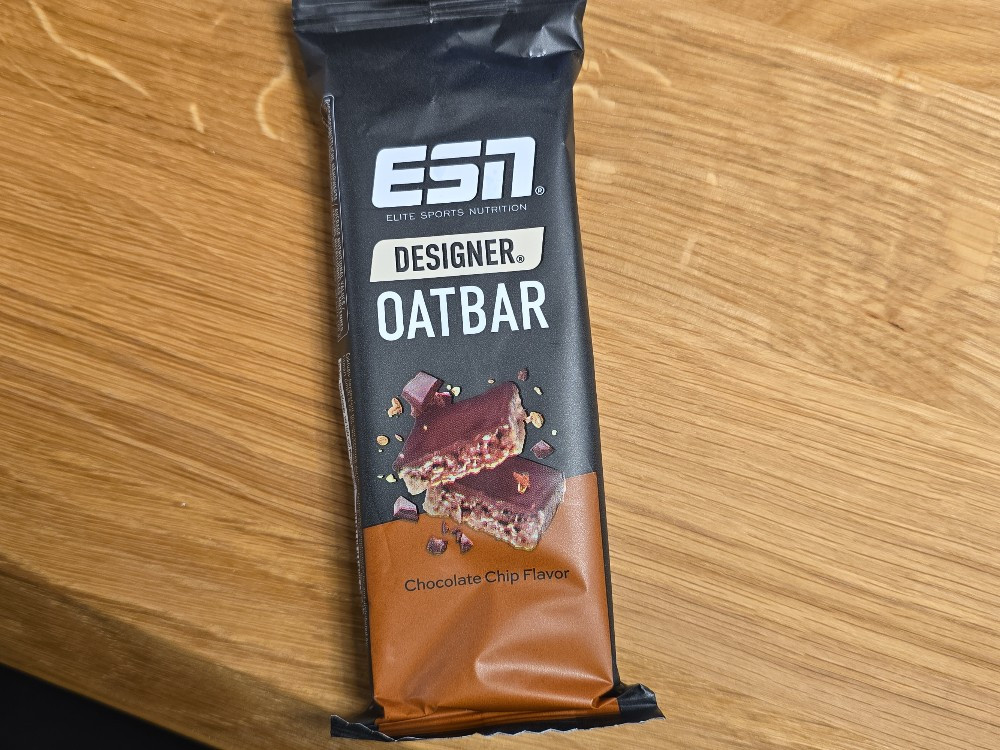 ESN®
ELITE SPORTS NUTRITION
DESIGNER®
OATBAR
Chocolate Chip Flavor